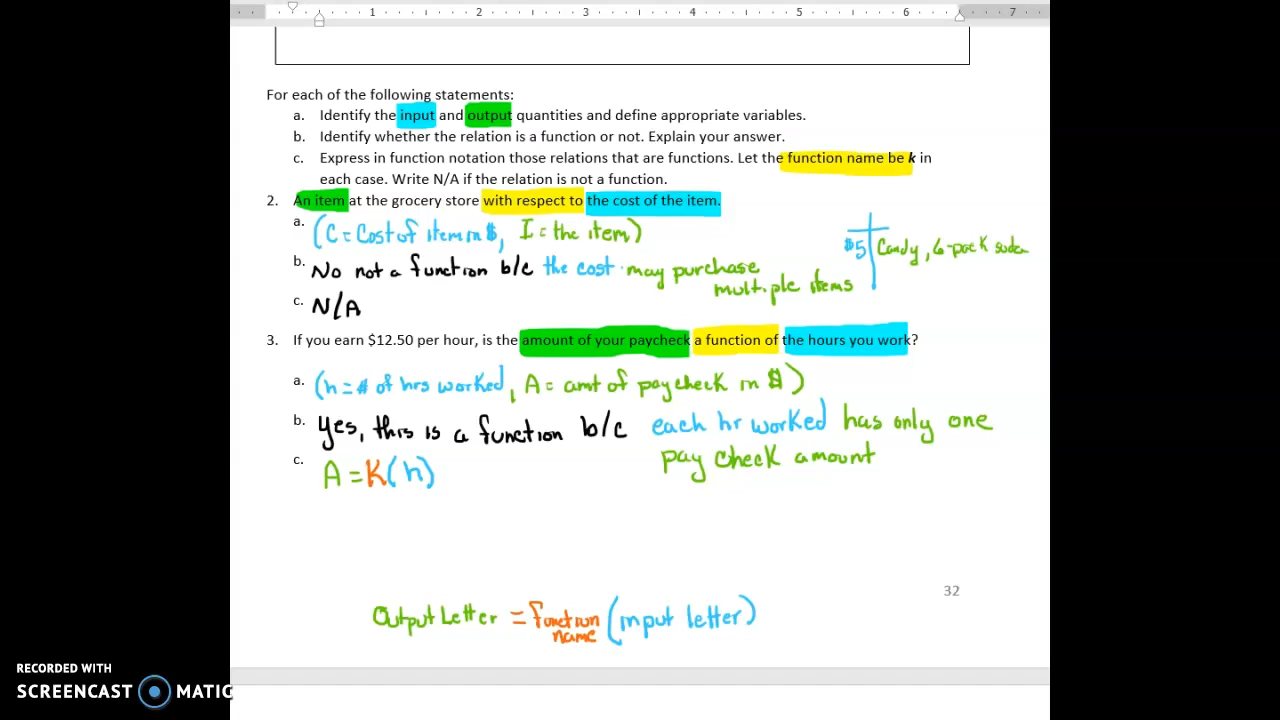 1 2 3 4 5 6 7
For each of the following statements:
a. Identify the input and output quantities and define appropriate variables.
b. Identify whether the relation is a function or not. Explain your answer.
c. Express in function notation those relations that are functions. Let the function name be k in
each case. Write N/A if the relation is not a function.
2. An item at the grocery store with respect to the cost of the item.
a. (C = Cost of item in $, I = the item)
$5 Candy, 6-pack soda
b. No not a function b/c the cost may purchase
multiple items
c. N/A
3. If you earn $12.50 per hour, is the amount of your paycheck a function of the hours you work?
a. (h = # of hrs worked, A = amt of paycheck in $)
b. Yes, this is a function b/c each hr worked has only one
pay check amount
c. A = K(h)
32
Output Letter = function name (input letter)
RECORDED WITH
SCREENCAST MATIC